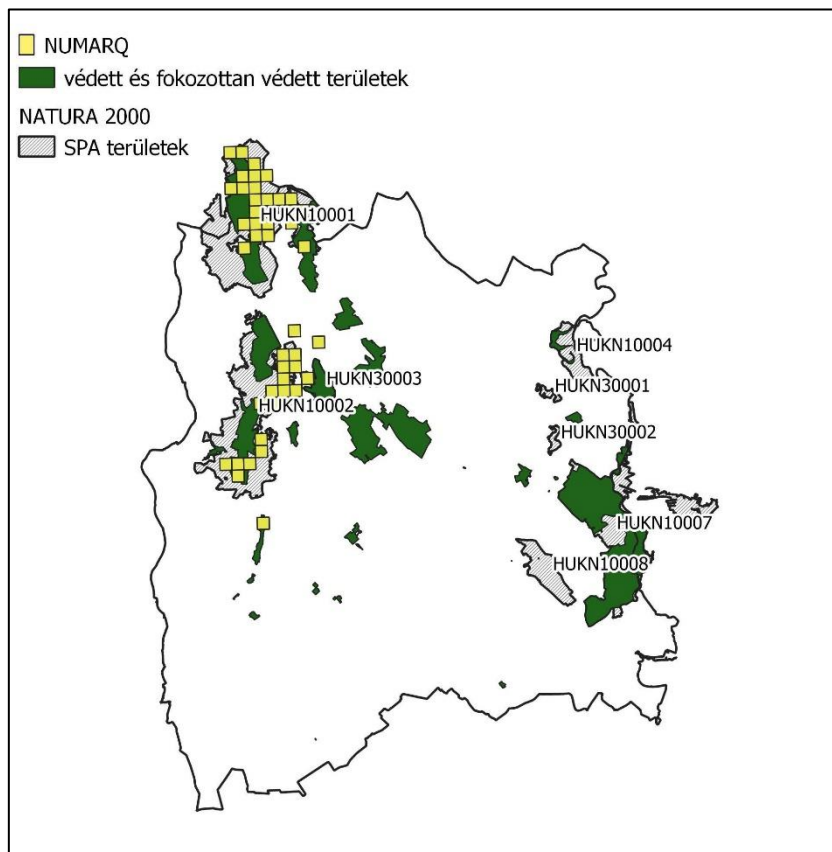 NUMARQ
védett és fokozottan védett területek
NATURA 2000
SPA területek
HUKN10001
HUKN10004
HUKN30003
HUKN30001
HUKN10002
HUKN30002
HUKN10007
HUKN10008